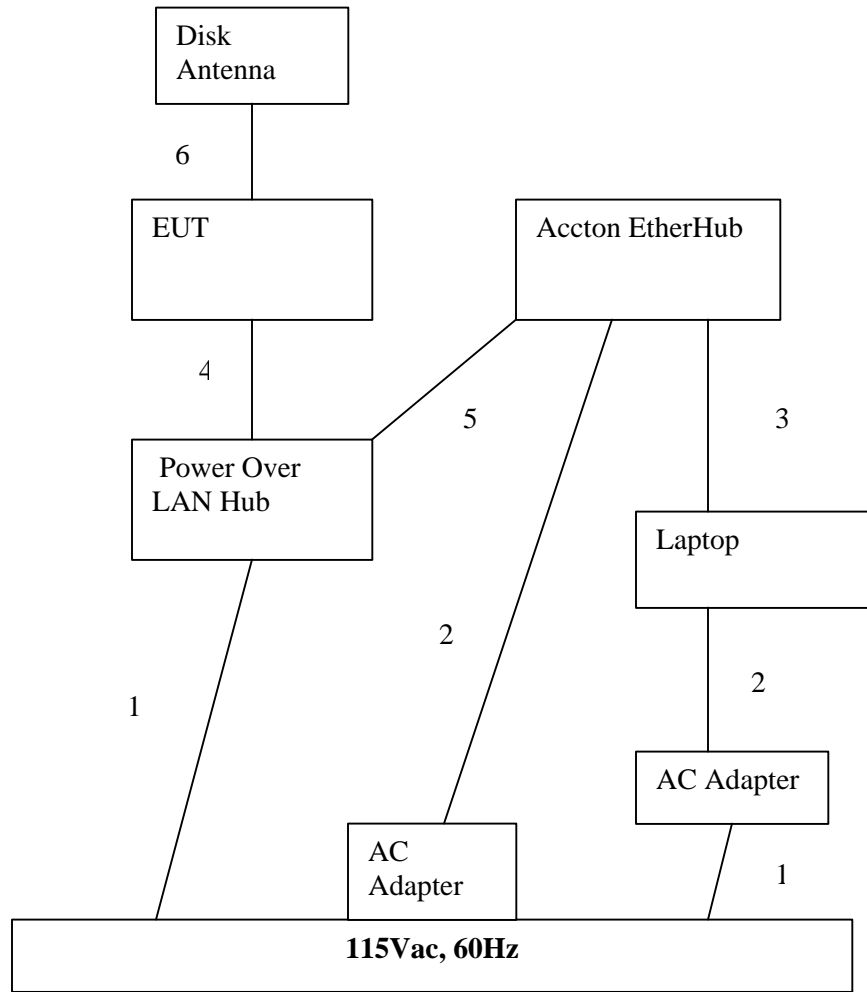 Disk
Antenna
6
EUT
Accton EtherHub
4
5
3
Power Over
LAN Hub
Laptop
2
2
1
AC Adapter
AC
Adapter
1
115Vac, 60Hz